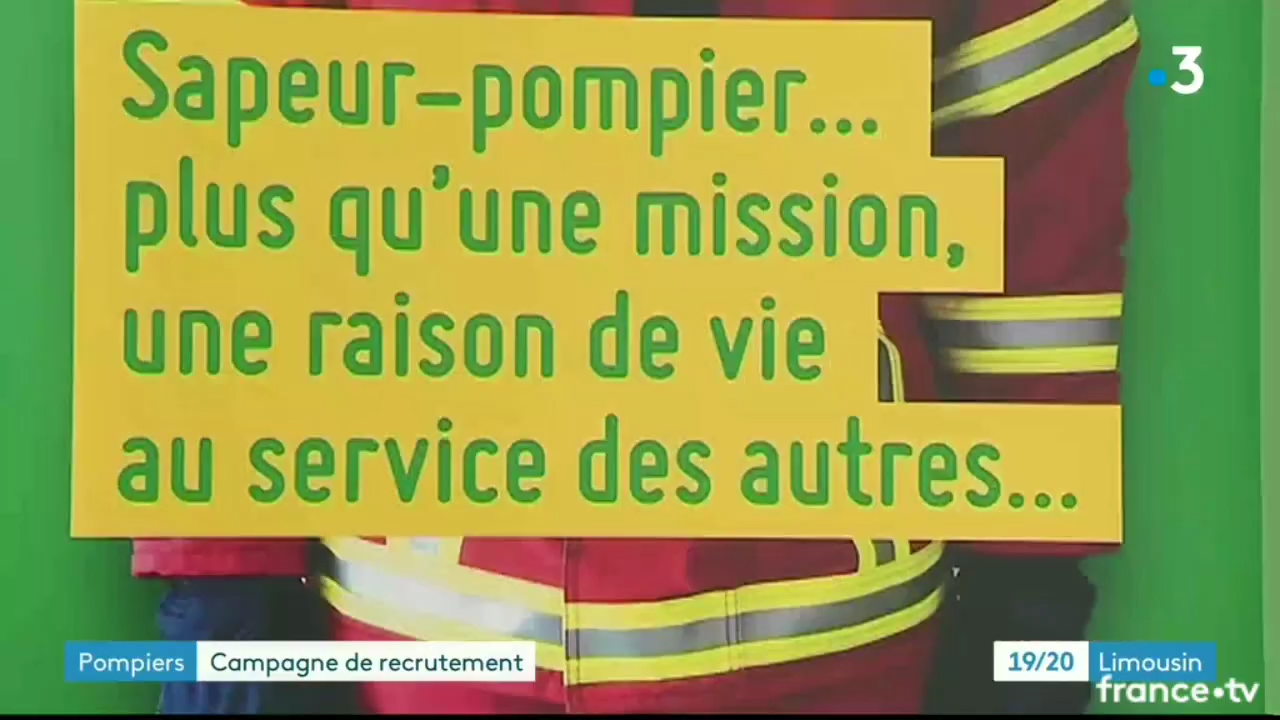 Sapeur-pompier...
plus qu'une mission,
une raison de vie
au service des autres...
3
Pompiers Campagne de recrutement
19/20 Limousin
france•tv